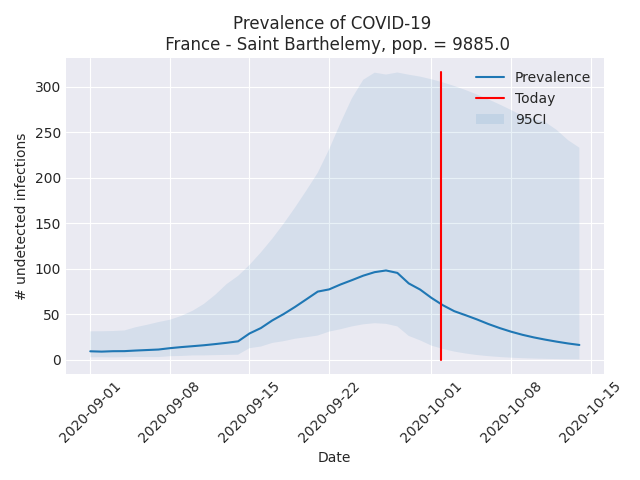 Prevalence of COVID-19
France - Saint Barthelemy, pop. = 9885.0
300
250
200
150
100
50
0
# undetected infections
Prevalence
Today
95CI
2020-09-01
2020-09-08
2020-09-15
2020-09-22
2020-10-01
2020-10-08
2020-10-15
Date